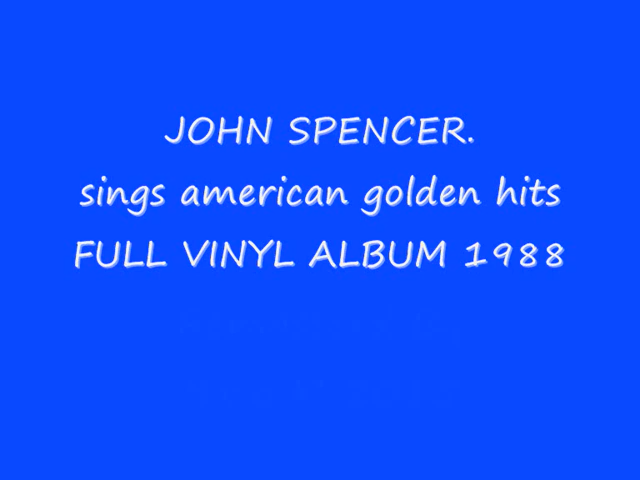 JOHN SPENCER.
sings american golden hits
FULL VINYL ALBUM 1988